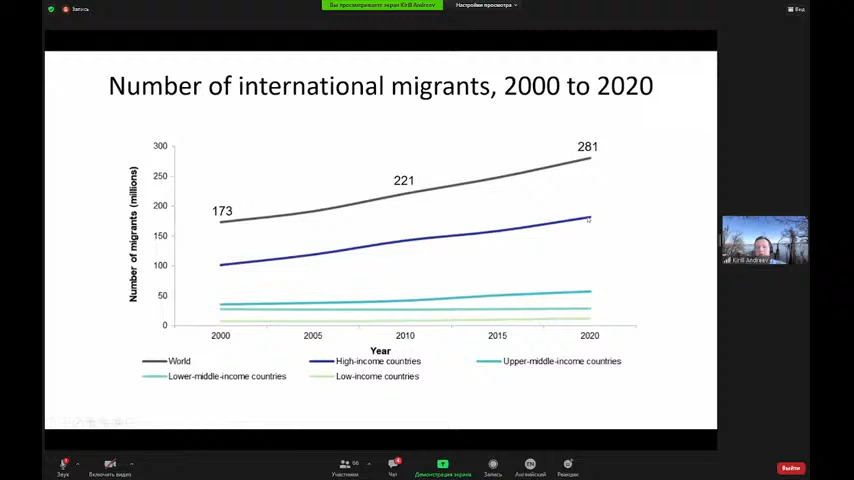 Запись
Вы просматриваете экран Kirill Andreev
Настройки просмотра
Вид
Number of international migrants, 2000 to 2020
Number of migrants (millions)
300
250
200
150
100
50
0
173
221
281
2000
2005
2010
2015
2020
Year
World
High-income countries
Upper-middle-income countries
Lower-middle-income countries
Low-income countries
Kirill Andreev
Звук
Включить видео
66
Участники
4
Чат
Демонстрация экрана
Запись
EN
Английский
Реакции
Выйти